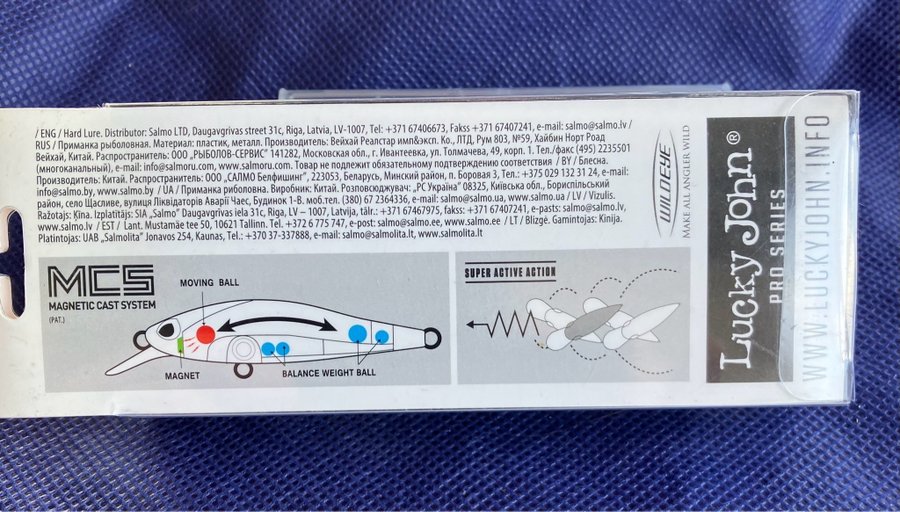 / ENG / Hard Lure. Distributor: Salmo LTD, Daugavgrivas street 31c, Riga, Latvia, LV-1007, Tel: +371 67406673, Fakss +371 67407241, e-mail: salmo@salmo.lv /
RUS / Приманка рыболовная. Материал: пластик, металл. Производитель: Вейхай Реалстар имп&эксп. Ко., ЛТД, Рум 803, №59, Хайбин Норт Роад
Вейхай, Китай. Распространитель: ООО „РЫБОЛОВ-СЕРВИС" 141282, Московская обл., г. Ивантеевка, ул. Толмачева, 49, корп. 1. Тел./факс (495) 2235501
(многоканальный), e-mail: info@salmoru.com, www.salmoru.com. Товар не подлежит обязательному подтверждению соответствия / BY / Блесна.
Производитель: Китай. Распространитель: ООО „САЛМО Белфишинг", 223053, Беларусь, Минский район, д. Боровая 3, тел.: +375 029 132 31 24, e-mail:
info@salmo.by, www.salmo.by / UA / Приманка риболовна. Виробник: Китай. Розповсюджувач: „РС Україна" 08325, Київська обл., Бориспільський
район, село Щасливе, вулиця Ліквідаторів Аварії Чаес, Будинок 1-В. моб.тел. (380) 67 2364336, e-mail: salmo@salmo.ua, www.salmo.ua / LV / Vizulis.
Ražotajs: Ķīna. Izplatītājs: SIA „Salmo" Daugavgrivas iela 31c, Riga, LV – 1007, Latvija, tālr.: +371 67467975, fakss: +371 67407241, e-pasts: salmo@salmo.lv,
www.salmo.lv / EST / Lant. Mustamäe tee 50, 10621 Tallinn. Tel. +372 6 775 747, e-post: salmo@salmo.ee, www.salmo.ee / LT / Blizge. Gamintojas: Kinija.
Platintojas: UAB „Salmolita" Jonavos 254, Kaunas, Tel.: +370 37-337888, e-mail: salmo@salmolita.lt, www.salmolita.lt
WILDEYE
MAKE ALL ANGLER WILD
MCS
MAGNETIC CAST SYSTEM
(PAT.)
MOVING BALL
MAGNET
BALANCE WEIGHT BALL
SUPER ACTIVE ACTION
Lucky John ®
PRO SERIES
WWW.LUCKYJOHN.INFO